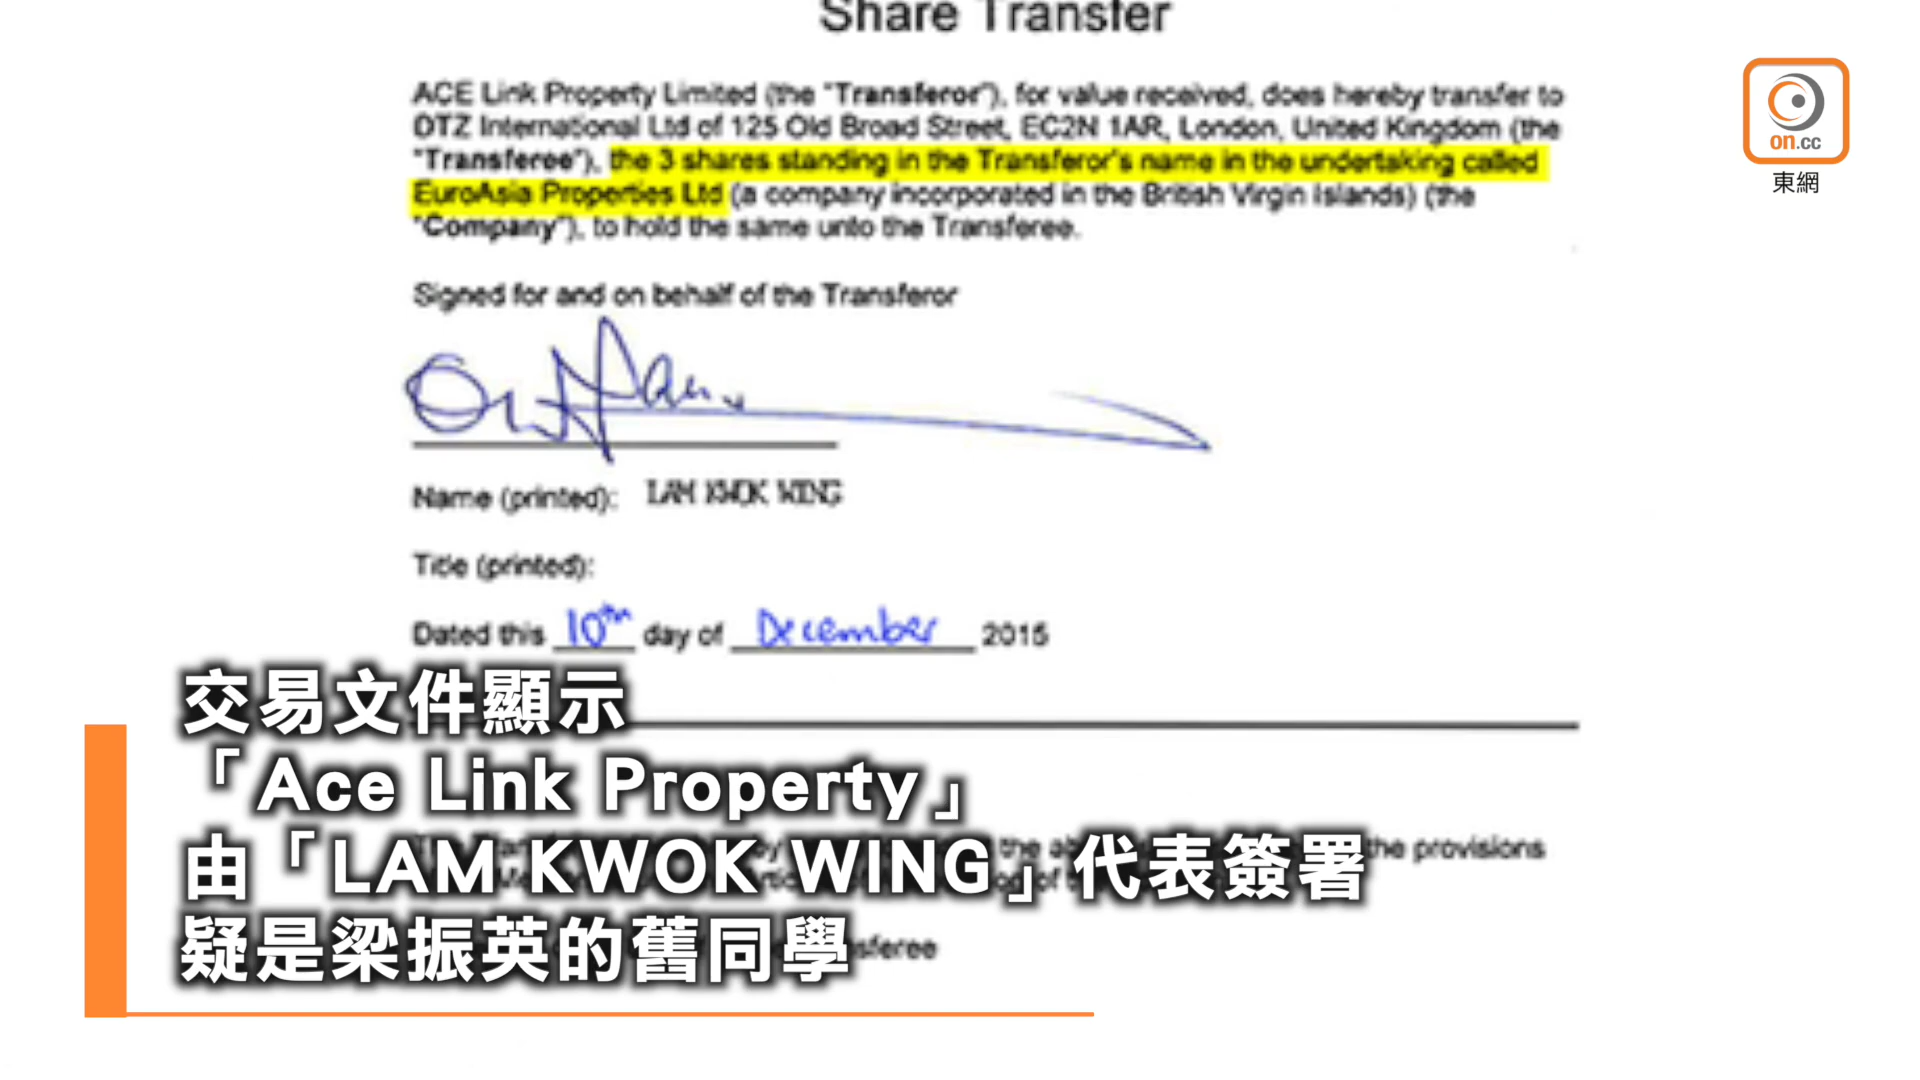 Share Transfer
ACE Link Property Limited (the "Transferor"), for value received, does hereby transfer to
DTZ International Ltd of 125 Old Broad Street, EC2N 1AR, London, United Kingdom (the
"Transferee"), the 3 shares standing in the Transferor's name in the undertaking called
EuroAsia Properties Ltd (a company incorporated in the British Virgin Islands) (the
"Company"), to hold the same unto the Transferee.
on.cc
東網
Signed for and on behalf of the Transferor
Name (printed): LAM KWOK WING
Title (printed):
Dated this 10th day of December 2015
交易文件顯示
「Ace Link Property」
由「LAM KWOK WING」代表簽署
疑是梁振英的舊同學
the provisions